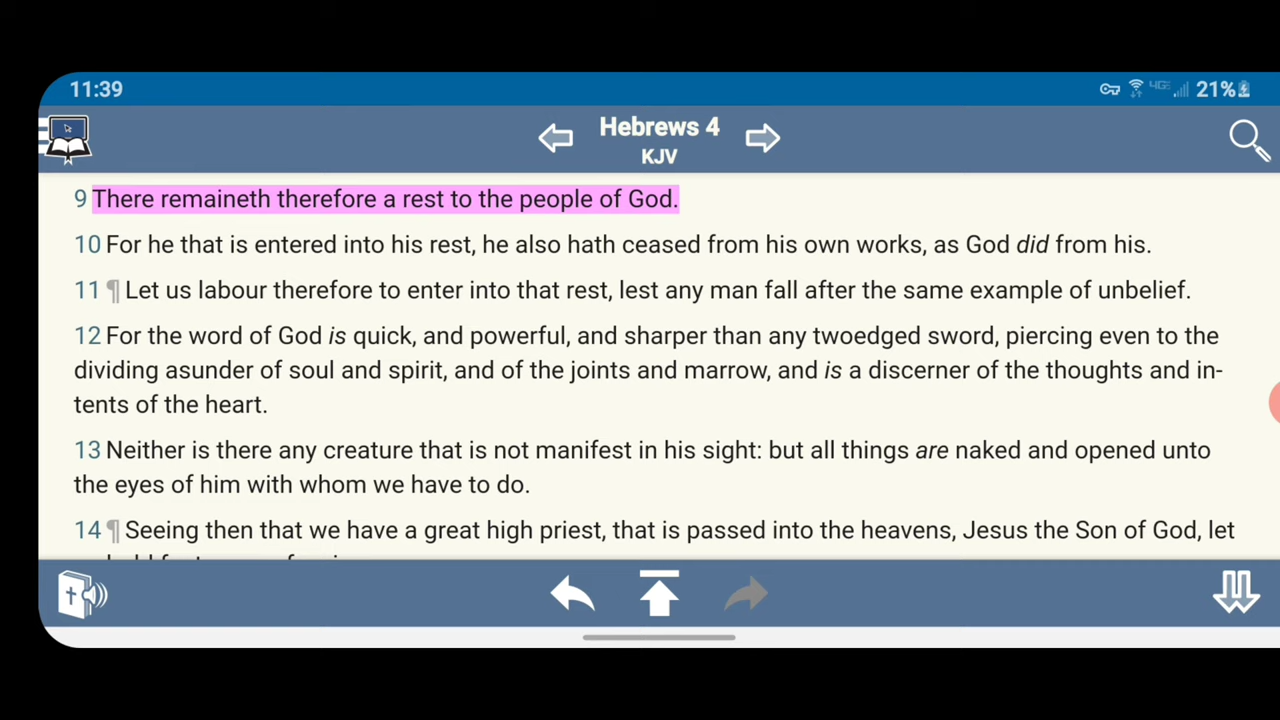 11:39
4GE 21%
Hebrews 4
KJV
9 There remaineth therefore a rest to the people of God.
10 For he that is entered into his rest, he also hath ceased from his own works, as God did from his.
11 ¶ Let us labour therefore to enter into that rest, lest any man fall after the same example of unbelief.
12 For the word of God is quick, and powerful, and sharper than any twoedged sword, piercing even to the
dividing asunder of soul and spirit, and of the joints and marrow, and is a discerner of the thoughts and in-
tents of the heart.
13 Neither is there any creature that is not manifest in his sight: but all things are naked and opened unto
the eyes of him with whom we have to do.
14 ¶ Seeing then that we have a great high priest, that is passed into the heavens, Jesus the Son of God, let